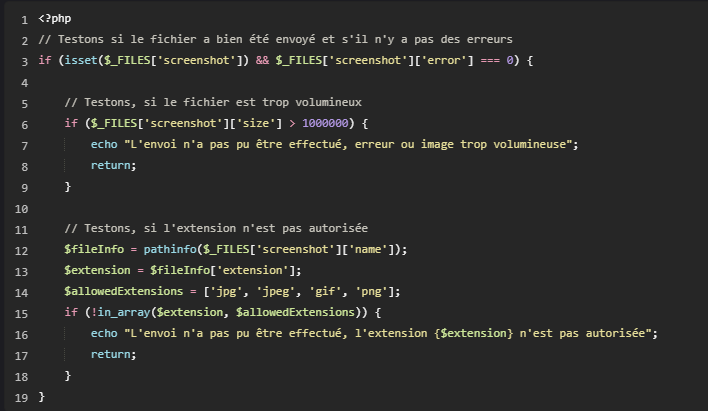 1 <?php
2 // Testons si le fichier a bien été envoyé et s'il n'y a pas des erreurs
3 if (isset($_FILES['screenshot']) && $_FILES['screenshot']['error'] === 0) {
4
5     // Testons, si le fichier est trop volumineux
6     if ($_FILES['screenshot']['size'] > 1000000) {
7         echo "L'envoi n'a pas pu être effectué, erreur ou image trop volumineuse";
8         return;
9     }
10
11     // Testons, si l'extension n'est pas autorisée
12     $fileInfo = pathinfo($_FILES['screenshot']['name']);
13     $extension = $fileInfo['extension'];
14     $allowedExtensions = ['jpg', 'jpeg', 'gif', 'png'];
15     if (!in_array($extension, $allowedExtensions)) {
16         echo "L'envoi n'a pas pu être effectué, l'extension {$extension} n'est pas autorisée";
17         return;
18     }
19 }